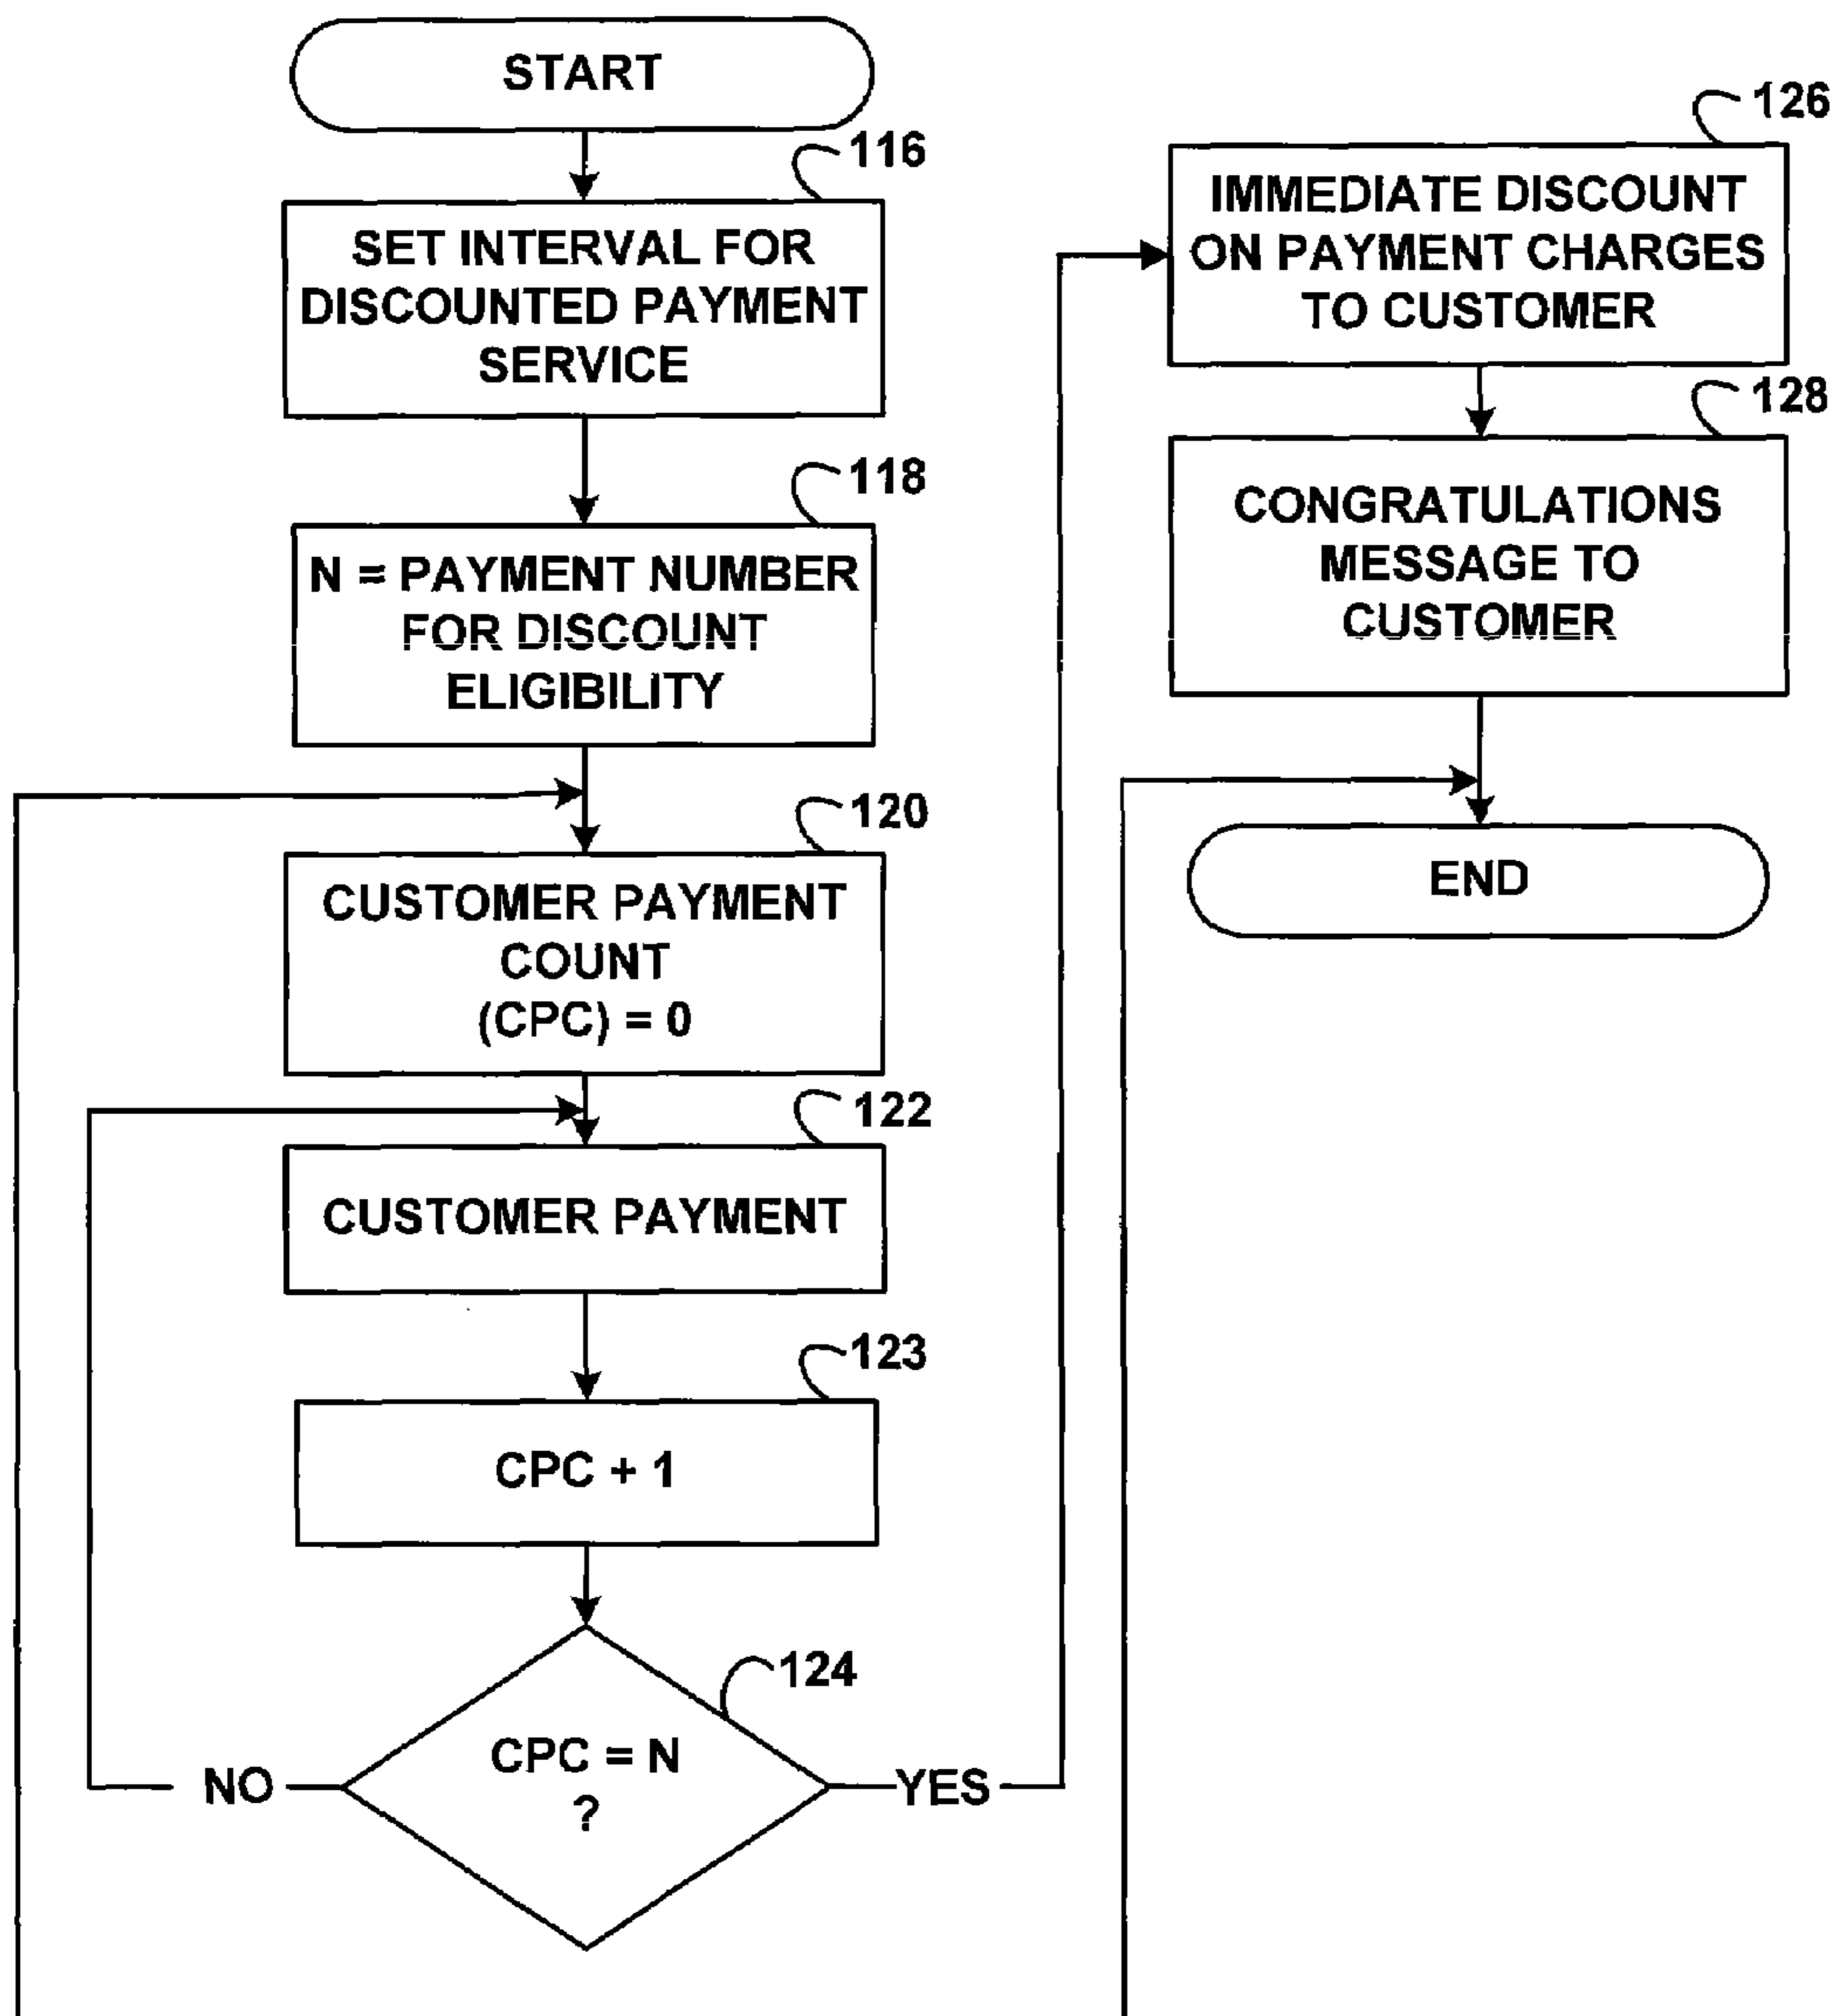 START
116
SET INTERVAL FOR
DISCOUNTED PAYMENT
SERVICE
118
N = PAYMENT NUMBER
FOR DISCOUNT
ELIGIBILITY
120
CUSTOMER PAYMENT
COUNT
(CPC) = 0
122
CUSTOMER PAYMENT
123
CPC + 1
124
CPC = N
?
NO
YES
126
IMMEDIATE DISCOUNT
ON PAYMENT CHARGES
TO CUSTOMER
128
CONGRATULATIONS
MESSAGE TO
CUSTOMER
END